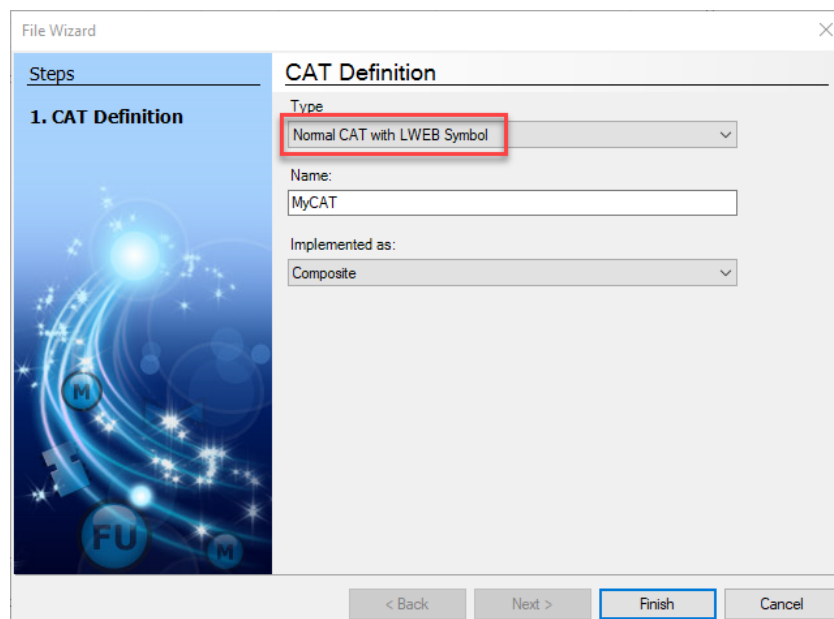 File Wizard
Steps
1. CAT Definition
CAT Definition
Type
Normal CAT with LWEB Symbol
Name:
MyCAT
Implemented as:
Composite
M
FU
M
< Back
Next >
Finish
Cancel